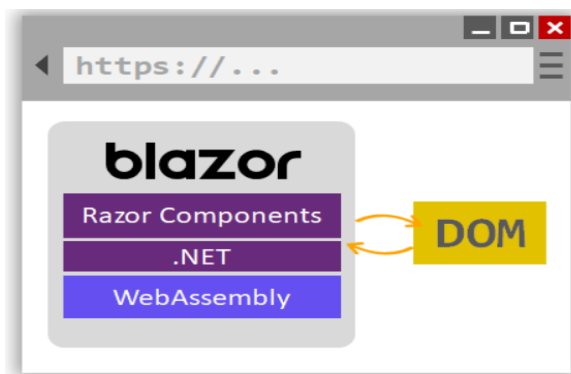 https://...
blazor
Razor Components
.NET
WebAssembly
DOM